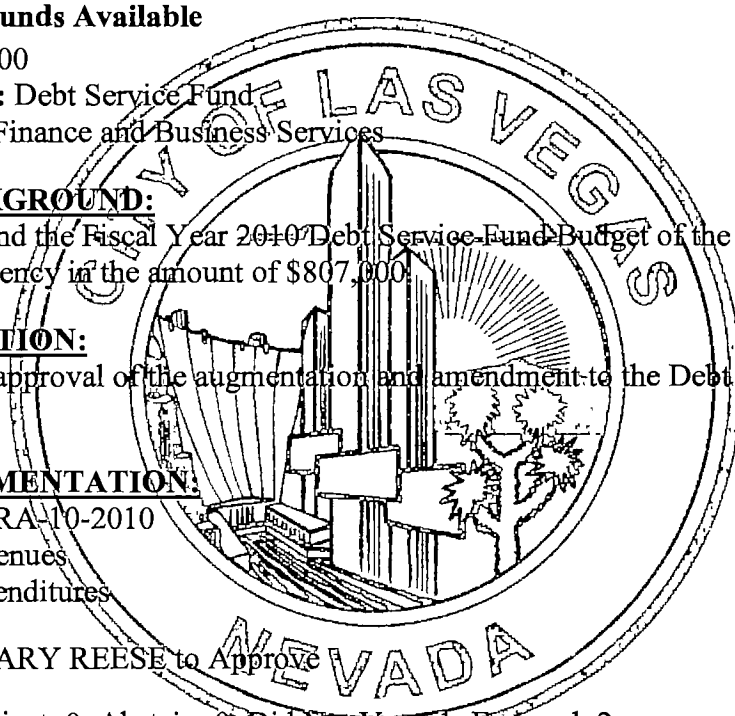 unds Available
00
: Debt Service Fund
Finance and Business Services
KGROUND:
nd the Fiscal Year 2010 Debt Service Fund Budget of the
ency in the amount of $807,000.
TION:
approval of the augmentation and amendment to the Debt
MENTATION:
RA-10-2010
enues
enditures
ARY REESE to Approve
CITY OF LAS VEGAS
NEVADA